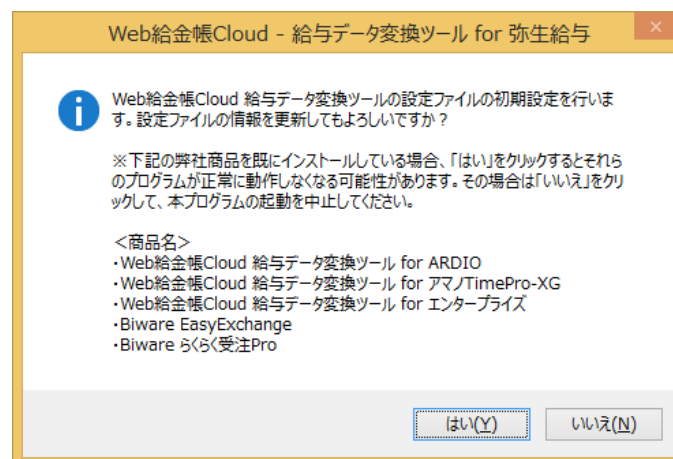 Web給金帳Cloud - 給与データ変換ツール for 弥生給与
×
Web給金帳Cloud 給与データ変換ツールの設定ファイルの初期設定を行いま
す。設定ファイルの情報を更新してもよろしいですか？
※下記の弊社商品を既にインストールしている場合、「はい」をクリックするとそれら
のプログラムが正常に動作しなくなる可能性があります。その場合は「いいえ」をクリ
ックして、本プログラムの起動を中止してください。
＜商品名＞
・Web給金帳Cloud 給与データ変換ツール for ARDIO
・Web給金帳Cloud 給与データ変換ツール for アマノTimePro-XG
・Web給金帳Cloud 給与データ変換ツール for エンタープライズ
・Biware EasyExchange
・Biware らくらく受注Pro
はい(Y)
いいえ(N)